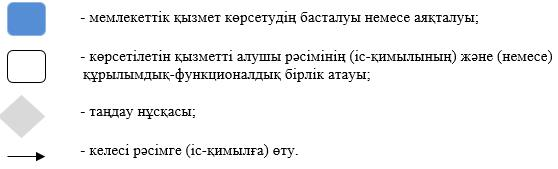 - мемлекеттік қызмет көрсетудің басталуы немесе аяқталуы;
- көрсетілетін қызметті алушы рәсімінің (іс-қимылының) және (немесе)
құрылымдық-функционалдық бірлік атауы;
- таңдау нұсқасы;
- келесі рәсімге (іс-қимылға) өту.